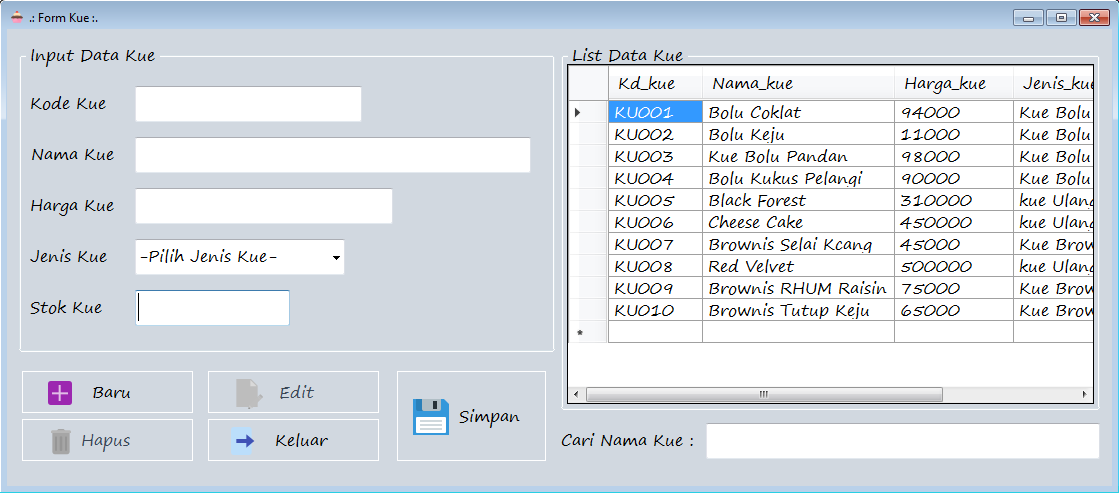 .: Form Kue :.
Input Data Kue
Kode Kue
Nama Kue
Harga Kue
Jenis Kue -Pilih Jenis Kue-
Stok Kue
Baru
Edit
Hapus
Keluar
Simpan
List Data Kue
Kd_kue Nama_kue Harga_kue Jenis_kue
KU001 Bolu Coklat 94000 Kue Bolu
KU002 Bolu Keju 11000 Kue Bolu
KU003 Kue Bolu Pandan 98000 Kue Bolu
KU004 Bolu Kukus Pelangi 90000 Kue Bolu
KU005 Black Forest 310000 kue Ulang
KU006 Cheese Cake 450000 kue Ulang
KU007 Brownis Selai Kcang 45000 Kue Brow
KU008 Red Velvet 500000 kue Ulang
KU009 Brownis RHUM Raisin 75000 Kue Brow
KU010 Brownis Tutup Keju 65000 Kue Brow
*
Cari Nama Kue :